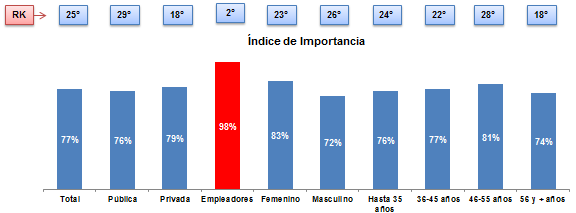 RK 25° 29° 18° 2° 23° 26° 24° 22° 28° 18°
Índice de Importancia
77% 76% 79% 98% 83% 72% 76% 77% 81% 74%
Total Pública Privada Empleadores Femenino Masculino Hasta 35 años 36-45 años 46-55 años 56 y + años